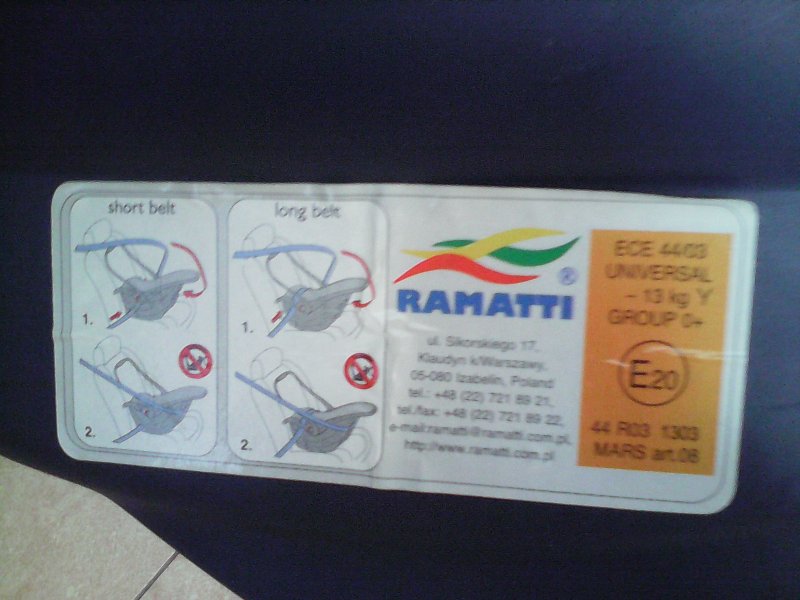 short belt
1.
2.
long belt
1.
2.
®
RAMATTI
ul. Sikorskiego 17,
Klaudyn k/Warszawy,
05-080 Izabelin, Poland
tel.: +48 (22) 721 89 21,
tel./fax: +48 (22) 721 89 22,
e-mail:ramatti@ramatti.com.pl,
http://www.ramatti.com.pl
ECE 44/03
UNIVERSAL
- 13 kg Y
GROUP 0+
E20
44 R03 1303
MARS art.08